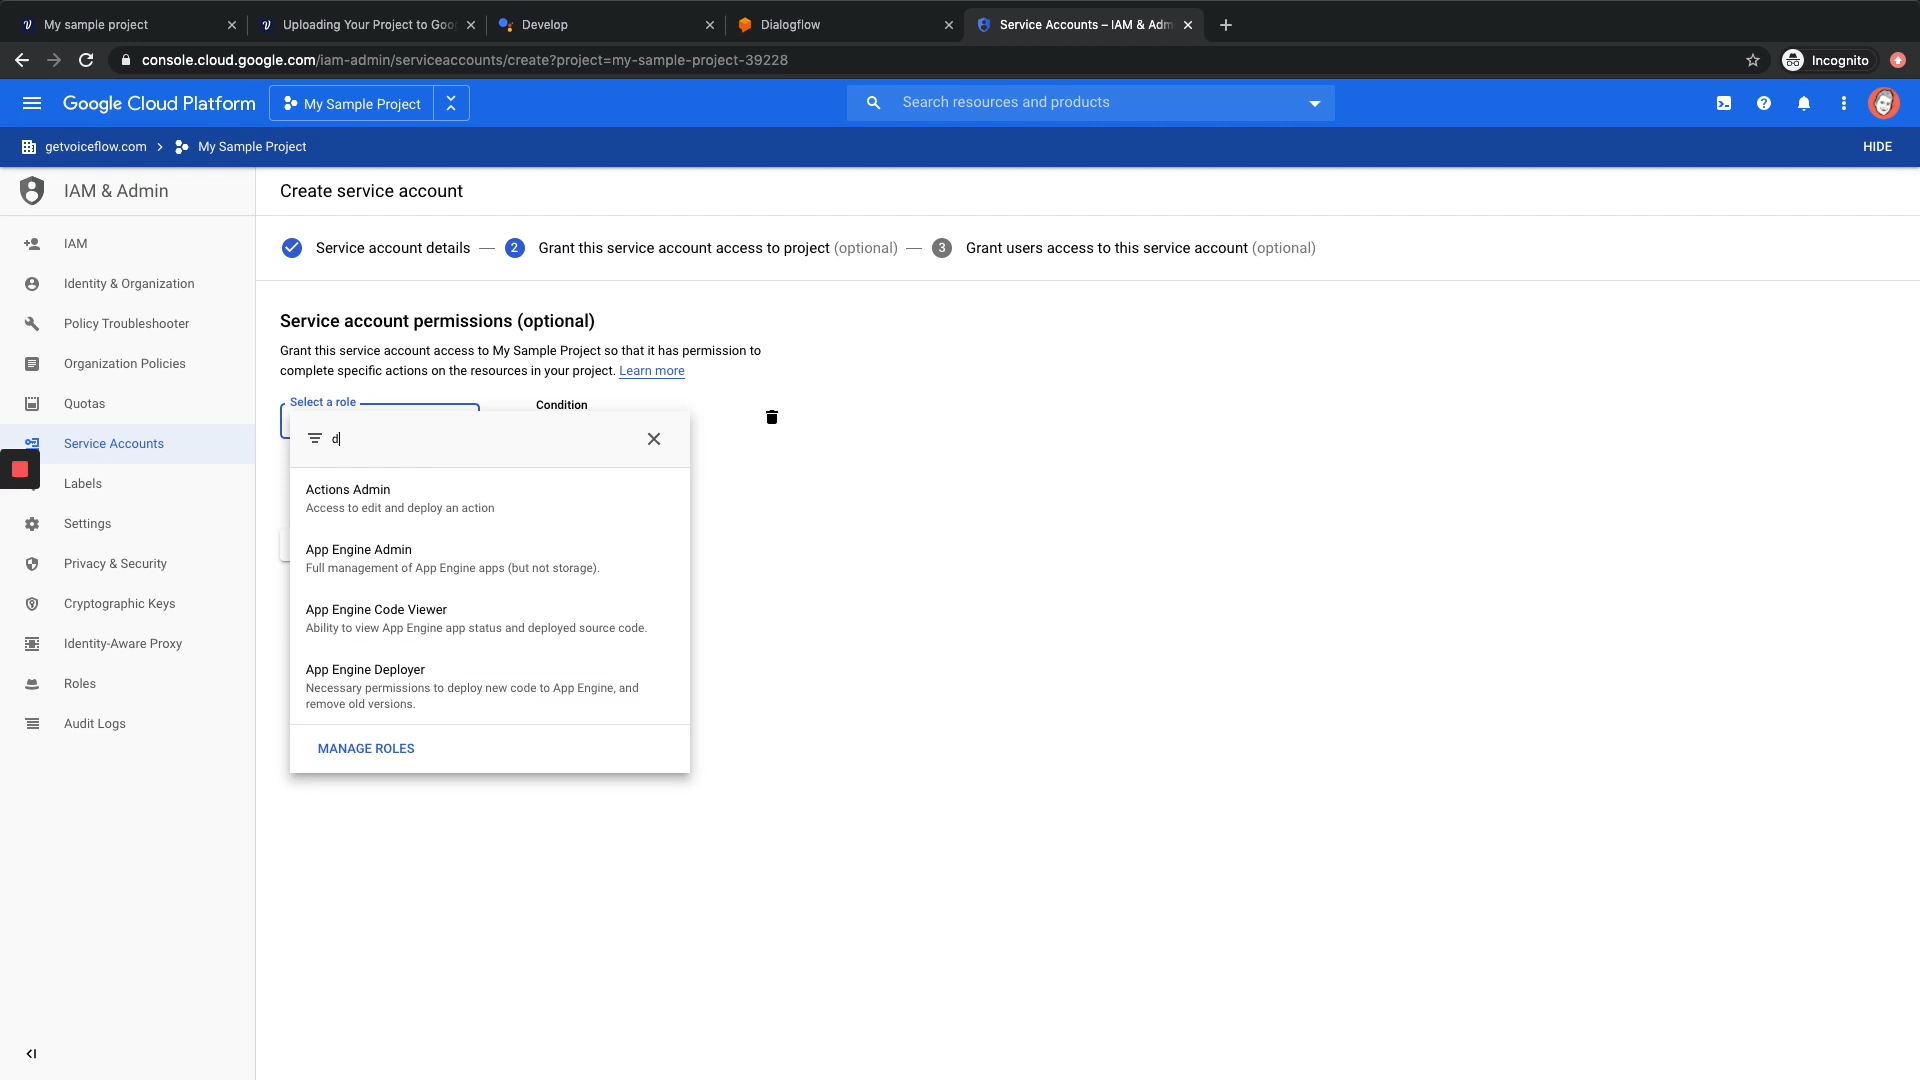 My sample project
Uploading Your Project to Goo
Develop
Dialogflow
Service Accounts – IAM & Adm
console.cloud.google.com/iam-admin/serviceaccounts/create?project=my-sample-project-39228
Incognito
Google Cloud Platform
My Sample Project
Search resources and products
getvoiceflow.com
My Sample Project
HIDE
IAM & Admin
IAM
Identity & Organization
Policy Troubleshooter
Organization Policies
Quotas
Service Accounts
Labels
Settings
Privacy & Security
Cryptographic Keys
Identity-Aware Proxy
Roles
Audit Logs
Create service account
Service account details — 2 Grant this service account access to project (optional) — 3 Grant users access to this service account (optional)
Service account permissions (optional)
Grant this service account access to My Sample Project so that it has permission to
complete specific actions on the resources in your project. Learn more
Select a role
Condition
d
Actions Admin
Access to edit and deploy an action
App Engine Admin
Full management of App Engine apps (but not storage).
App Engine Code Viewer
Ability to view App Engine app status and deployed source code.
App Engine Deployer
Necessary permissions to deploy new code to App Engine, and
remove old versions.
MANAGE ROLES